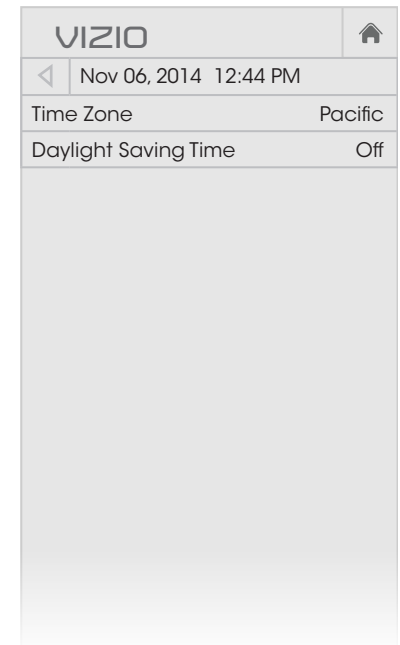 VIZIO
Nov 06, 2014 12:44 PM
Time Zone Pacific
Daylight Saving Time Off